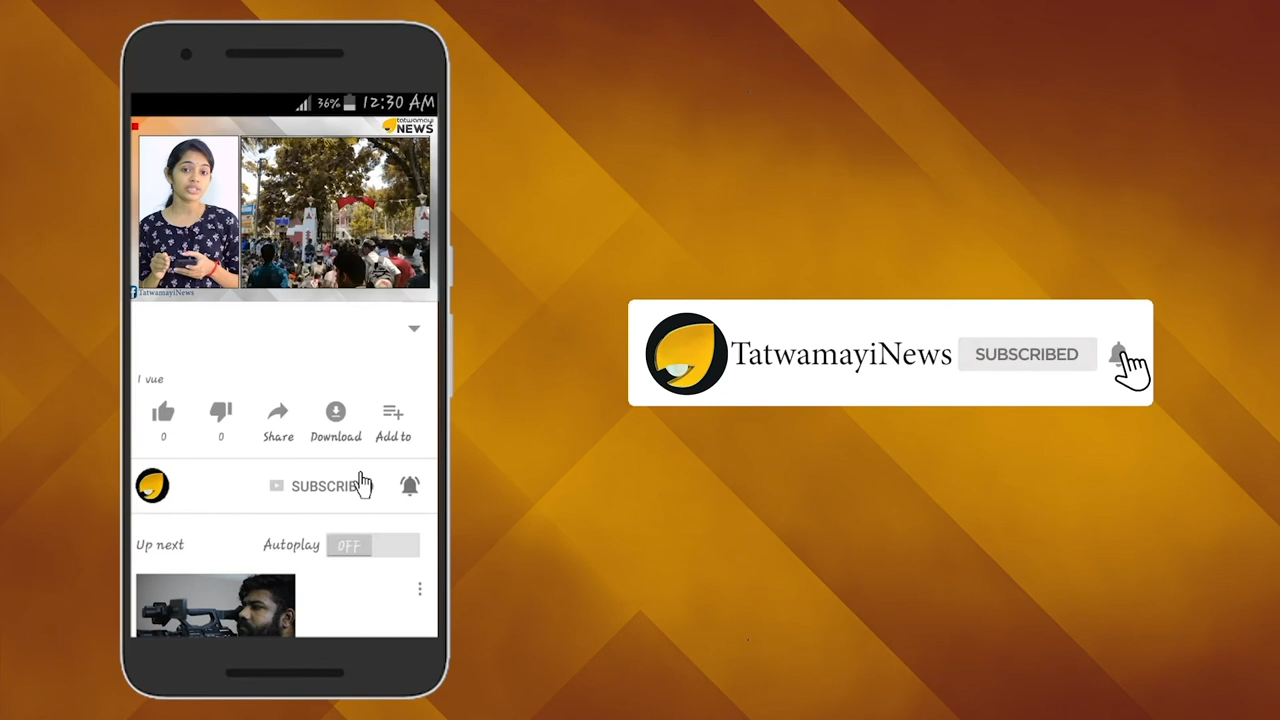 36% 12:30 AM
tatwamayi
NEWS
TatwamayiNews
1 vue
0 0 Share Download Add to
SUBSCRIBE
Up next Autoplay OFF
TatwamayiNews SUBSCRIBED